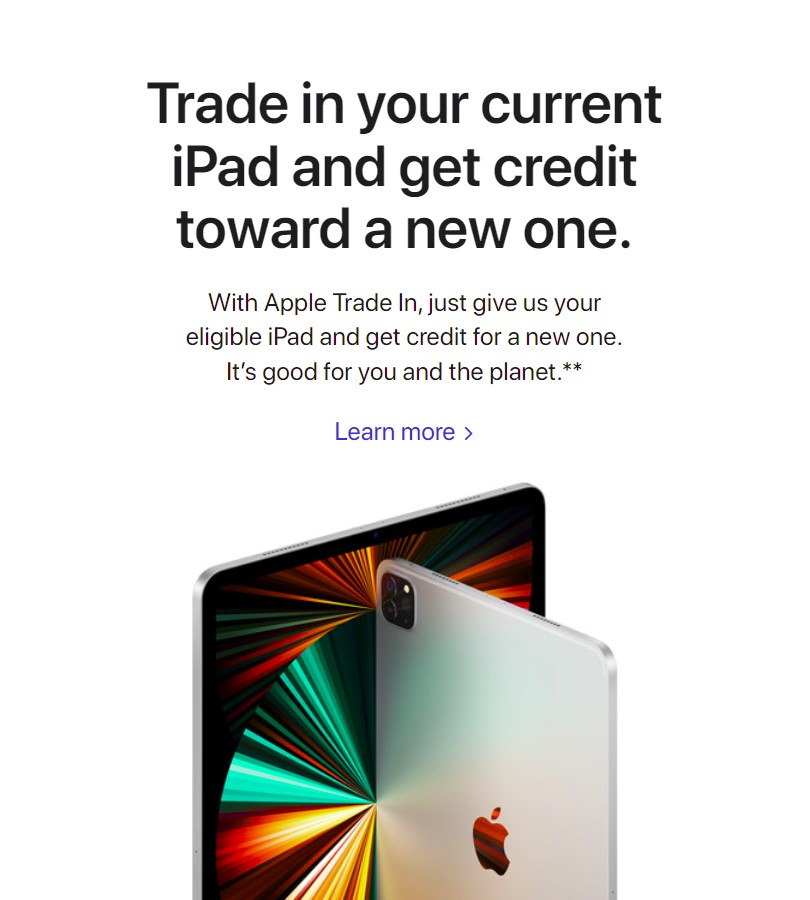 Trade in your current
iPad and get credit
toward a new one.
With Apple Trade In, just give us your
eligible iPad and get credit for a new one.
It’s good for you and the planet.**
Learn more >